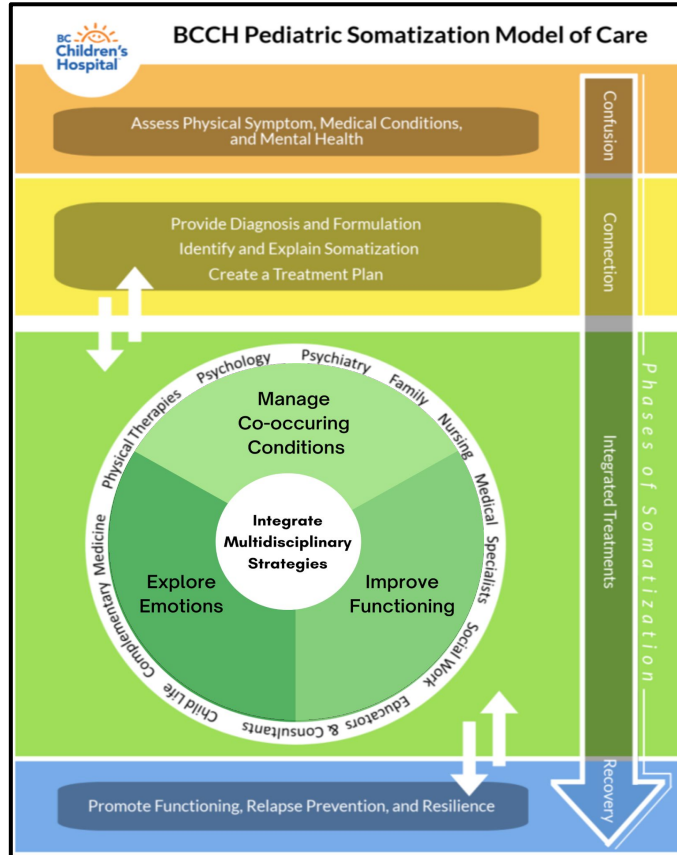 BC
Children's
Hospital
BCCH Pediatric Somatization Model of Care
Assess Physical Symptom, Medical Conditions,
and Mental Health
Confusion
Provide Diagnosis and Formulation
Identify and Explain Somatization
Create a Treatment Plan
Connection
Psychology
Psychiatry
Family
Nursing
Medical Specialists
Social Work
Educators & Consultants
Child Life
Complementary Medicine
Physical Therapies
Manage
Co-occuring
Conditions
Integrate
Multidisciplinary
Strategies
Explore
Emotions
Improve
Functioning
Integrated Treatments
Phases of Somatization
Promote Functioning, Relapse Prevention, and Resilience
Recovery